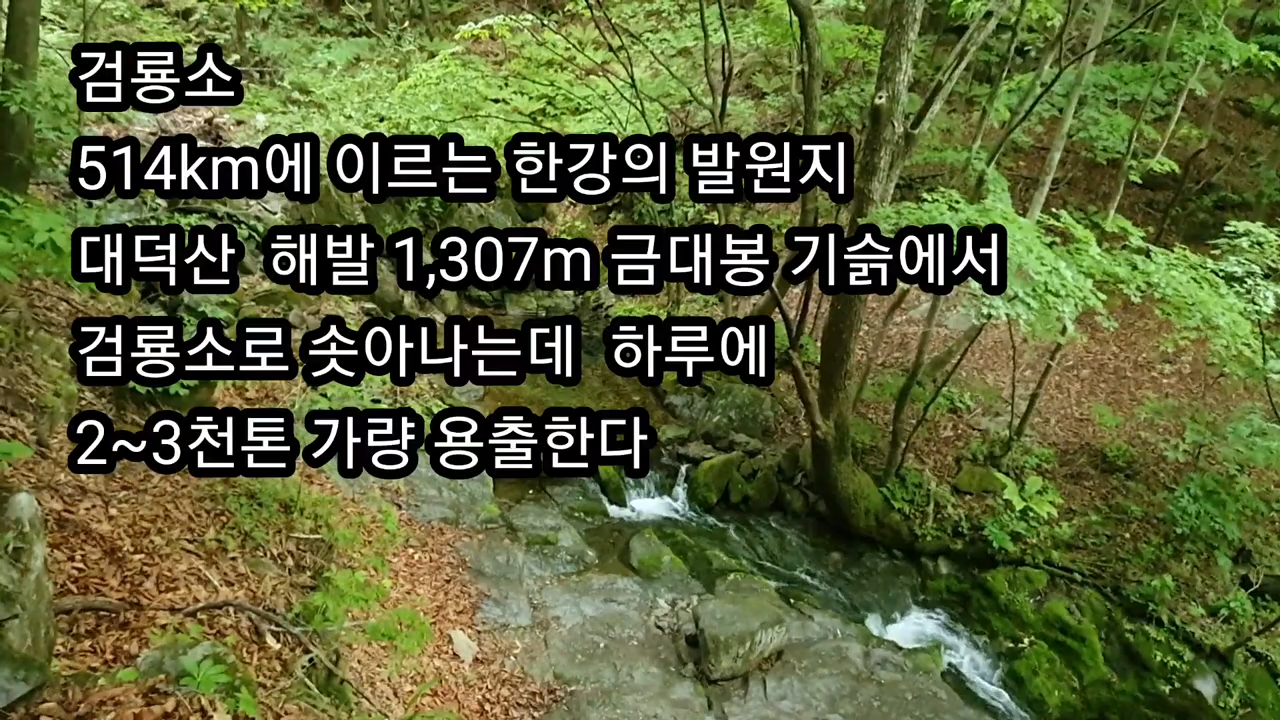 검룡소
514km에 이르는 한강의 발원지
대덕산 해발 1,307m 금대봉 기슭에서
검룡소로 솟아나는데 하루에
2~3천톤 가량 용출한다